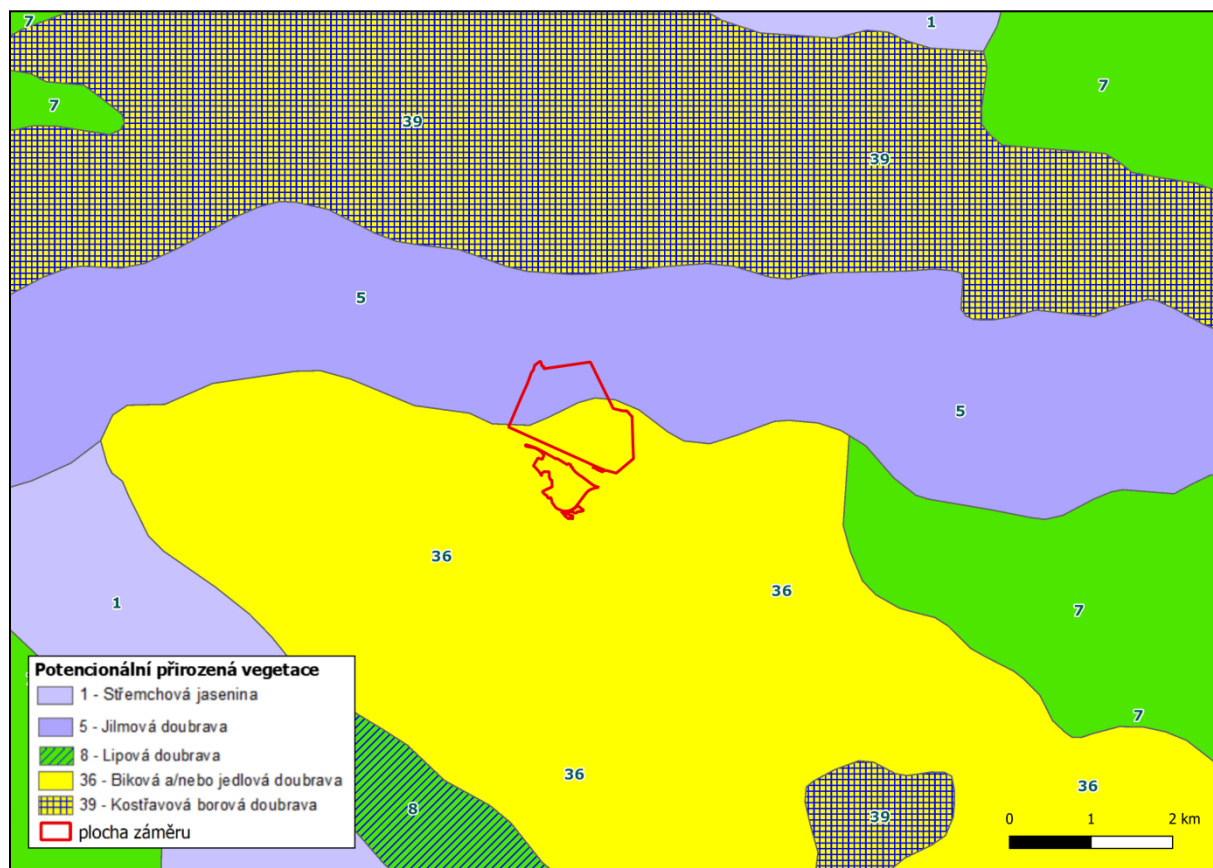 7
1
7
7
39
39
5
5
36
36
1
7
7
36
36
8
39
Potencionální přirozená vegetace
1 - Střemchová jasenina
5 - Jilmová doubrava
8 - Lipová doubrava
36 - Biková a/nebo jedlová doubrava
39 - Kostřavová borová doubrava
plocha záměru
0 1 2 km